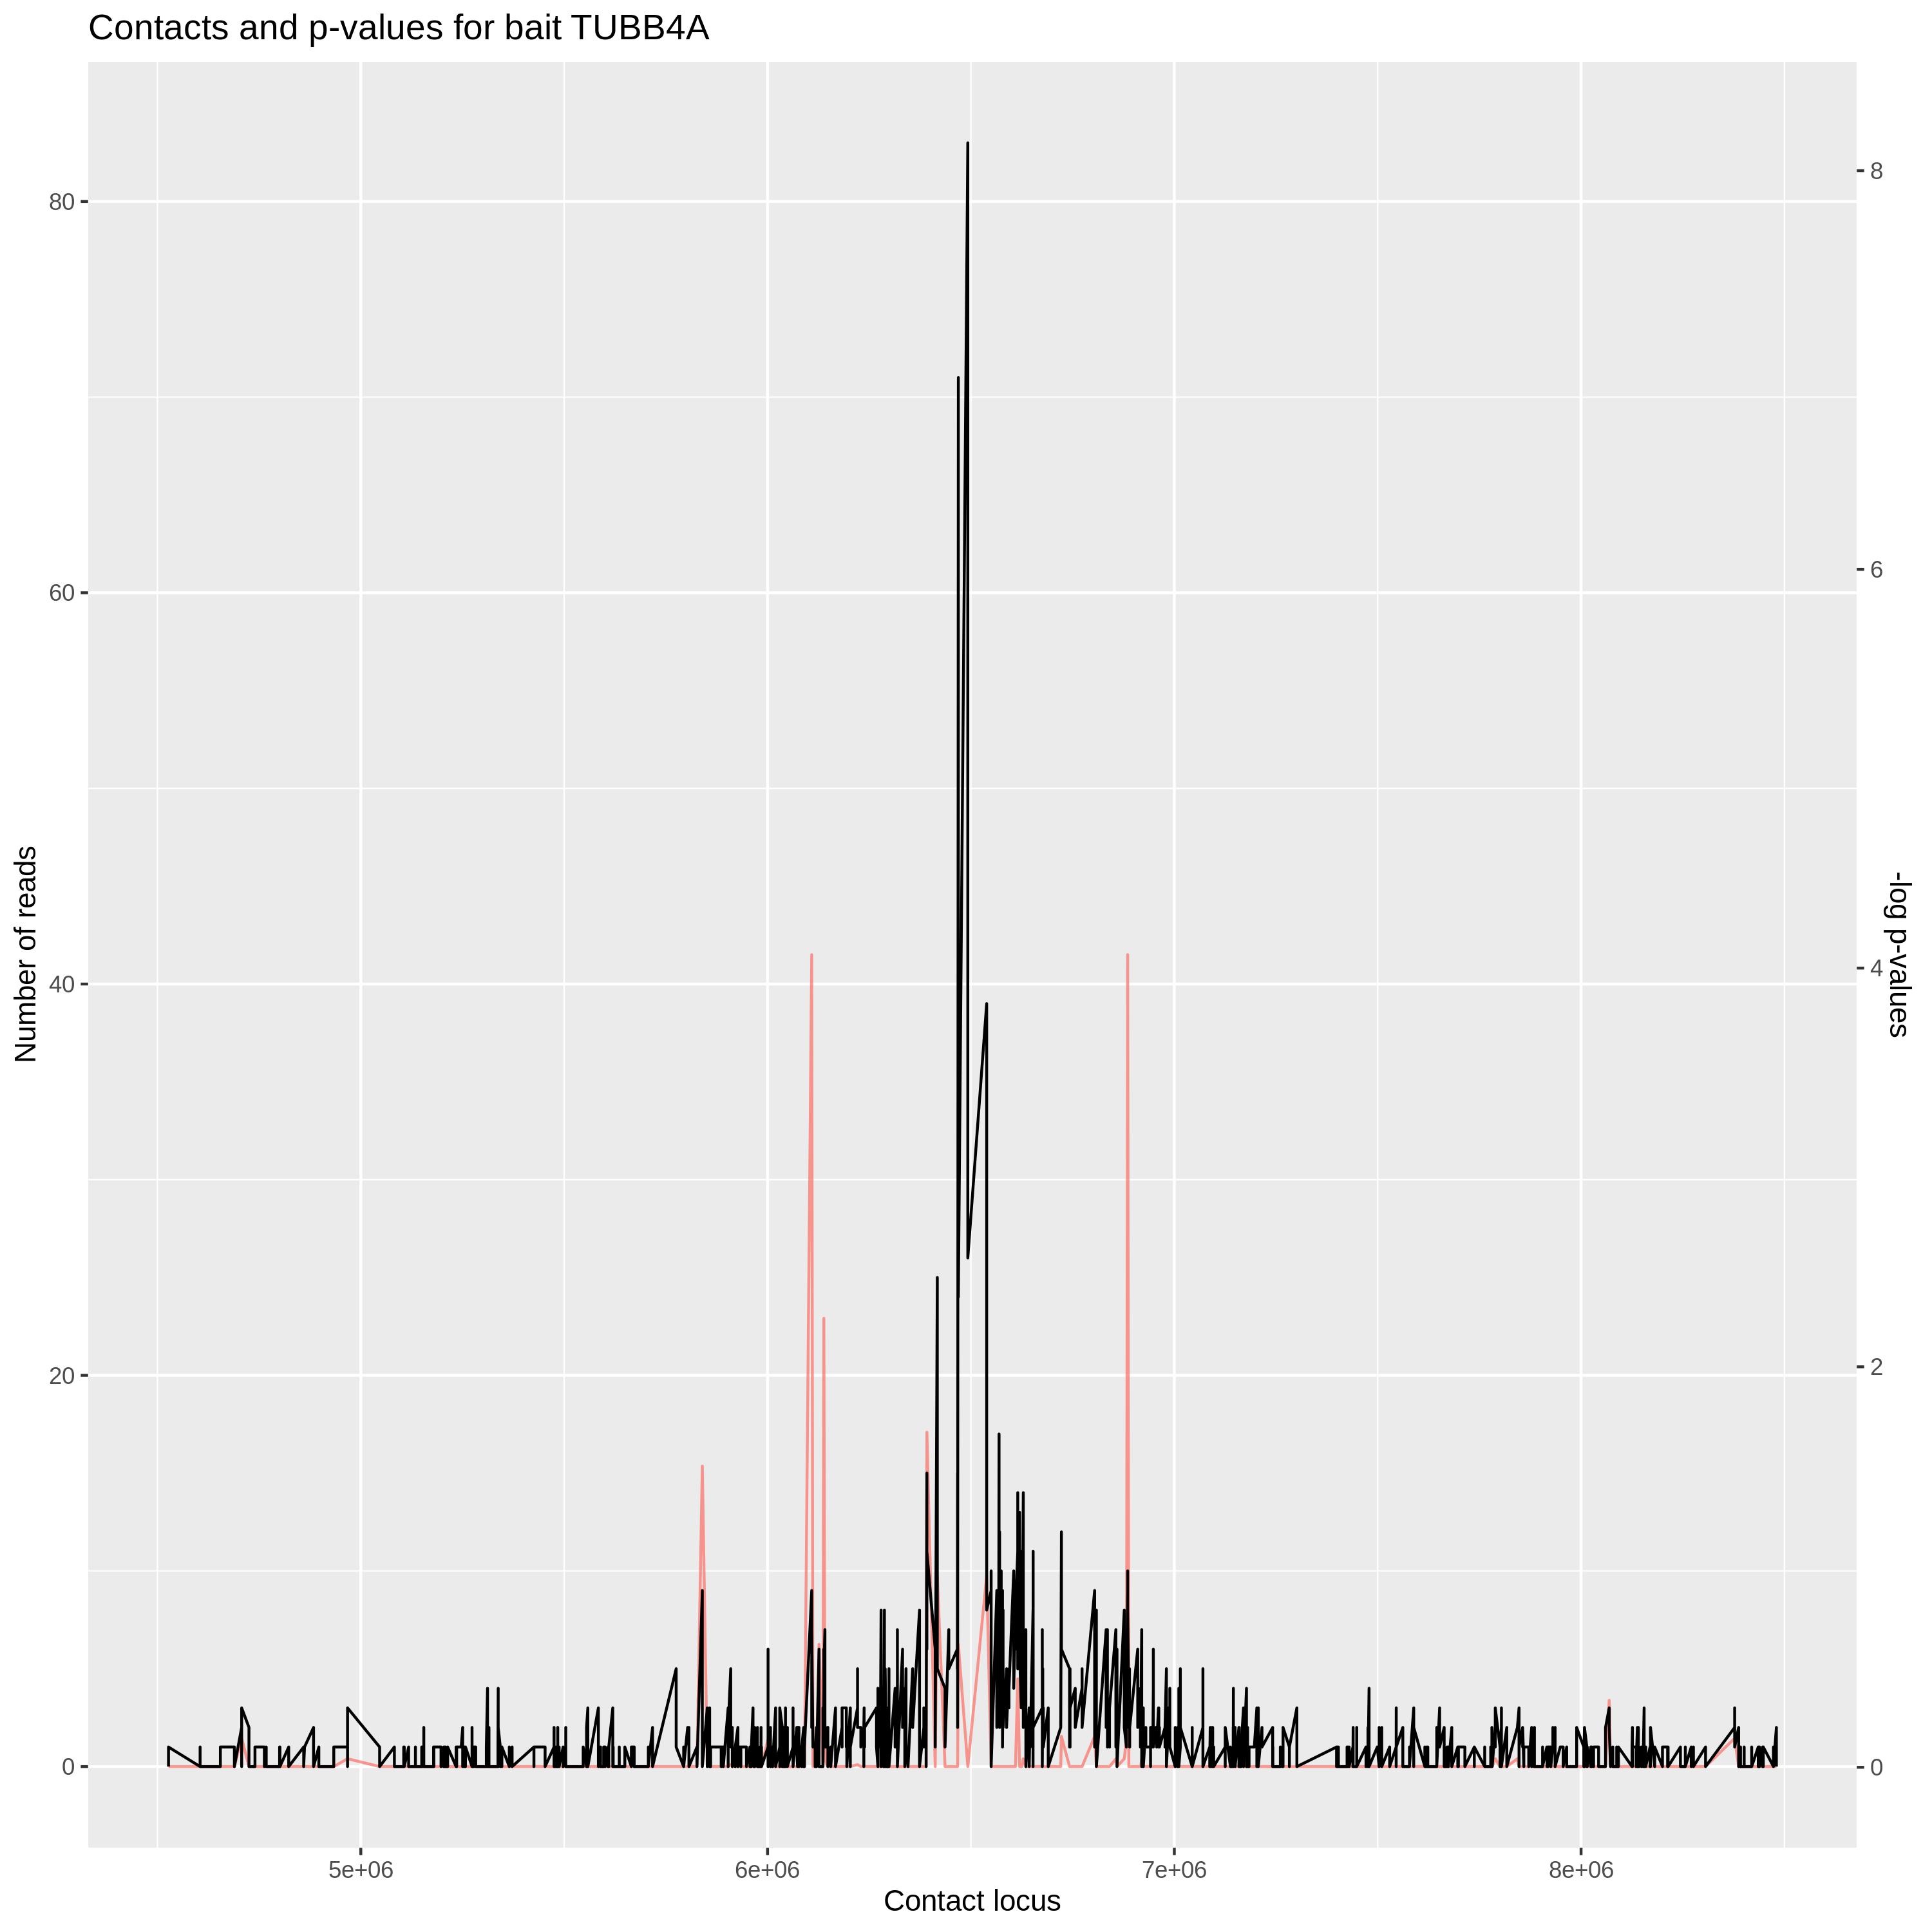 Contacts and p-values for bait TUBB4A
80
60
40
20
0
8
6
4
2
0
Number of reads
-log p-values
5e+06 6e+06 7e+06 8e+06
Contact locus